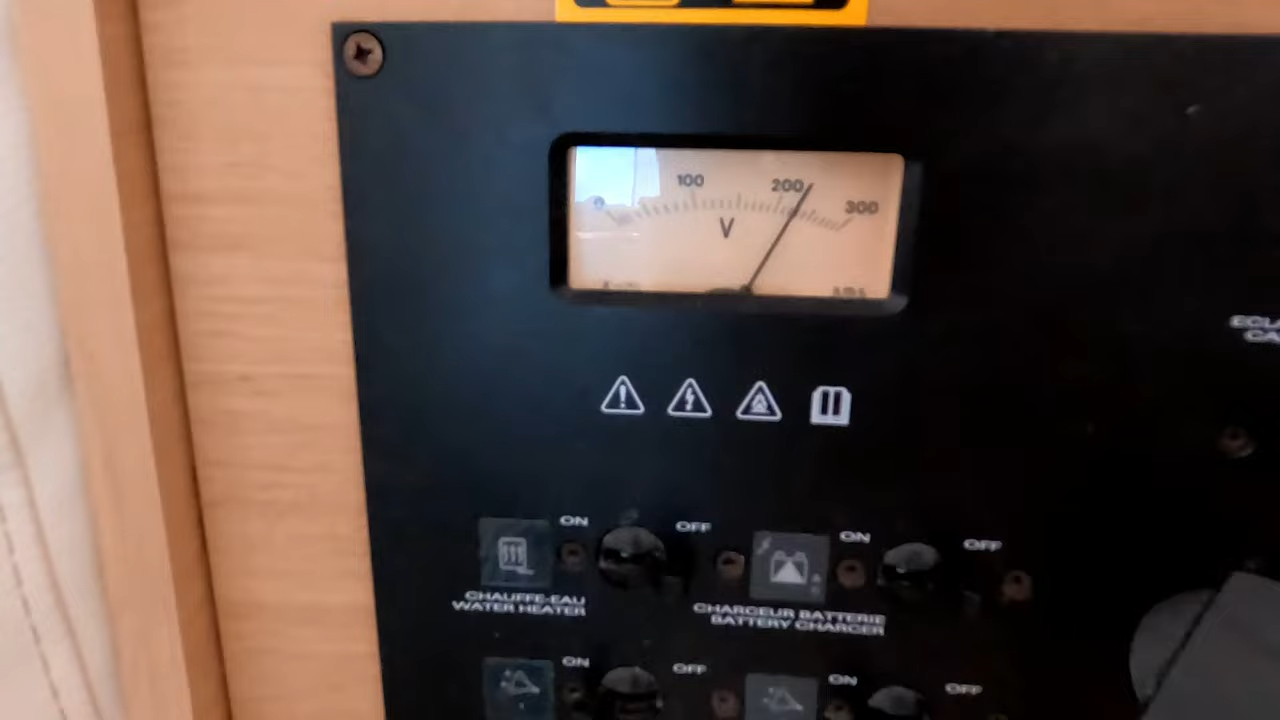 0 100 200 300
V
ON OFF ON OFF
CHAUFFE-EAU
WATER HEATER
CHARGEUR BATTERIE
BATTERY CHARGER
ON OFF ON OFF